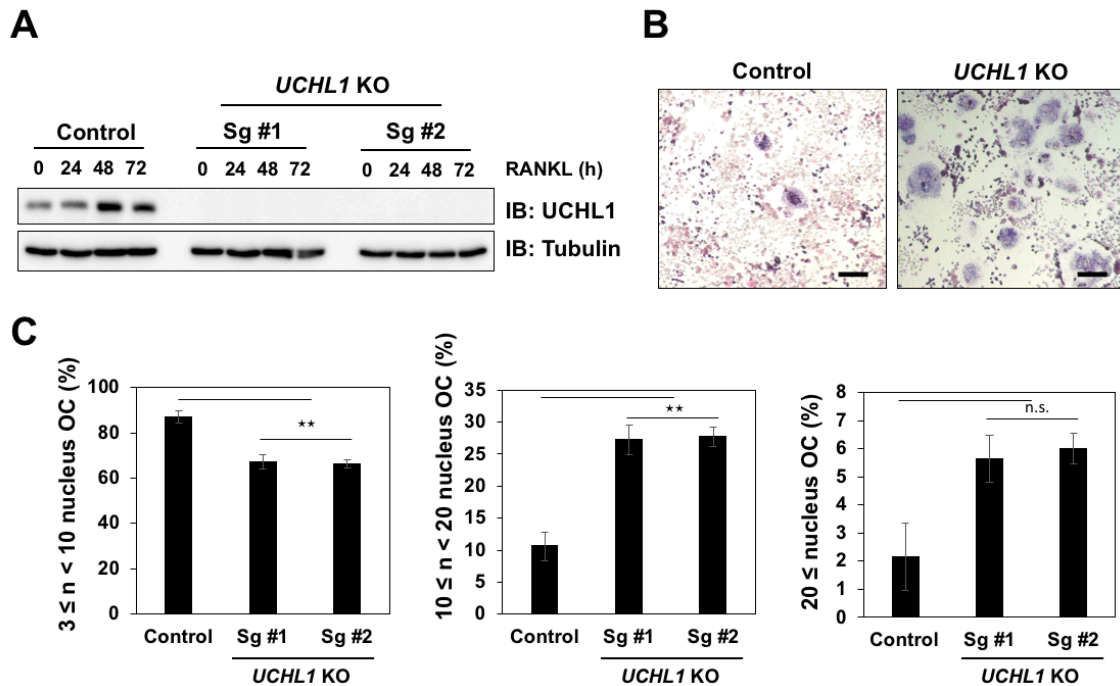 A
UCHL1 KO
Control Sg #1 Sg #2
0 24 48 72 0 24 48 72 0 24 48 72 RANKL (h)
IB: UCHL1
IB: Tubulin
B
Control UCHL1 KO
C
3 ≤ n < 10 nucleus OC (%)
100
80
60
40
20
0
★★
Control Sg #1 Sg #2
UCHL1 KO
10 ≤ n < 20 nucleus OC (%)
35
30
25
20
15
10
5
0
★★
Control Sg #1 Sg #2
UCHL1 KO
20 ≤ nucleus OC (%)
8
7
6
5
4
3
2
1
0
n.s.
Control Sg #1 Sg #2
UCHL1 KO